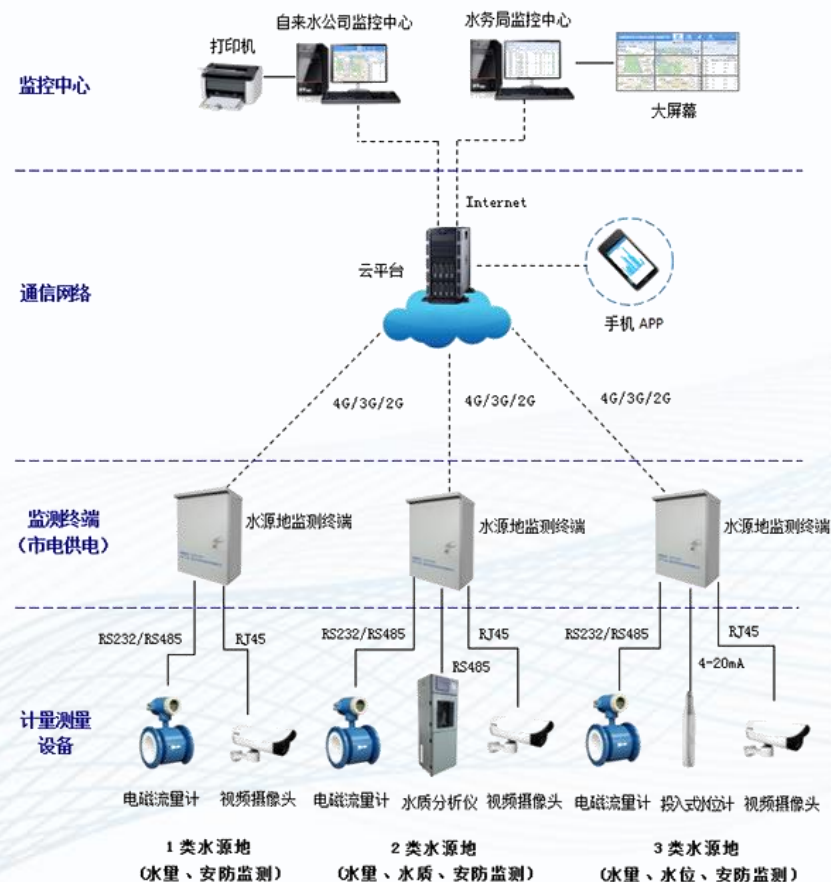 自来水公司监控中心
水务局监控中心
打印机
监控中心
大屏幕
Internet
云平台
通信网络
手机 APP
4G/3G/2G
4G/3G/2G
4G/3G/2G
监测终端
（市电供电）
水源地监测终端
水源地监测终端
水源地监测终端
RS232/RS485
RJ45
RS232/RS485
RJ45
RS485
RS232/RS485
RJ45
4-20mA
计量测量
设备
电磁流量计
视频摄像头
电磁流量计
水质分析仪
视频摄像头
电磁流量计
投入式水位计
视频摄像头
1 类水源地
（水量、安防监测）
2 类水源地
（水量、水质、安防监测）
3 类水源地
（水量、水位、安防监测）